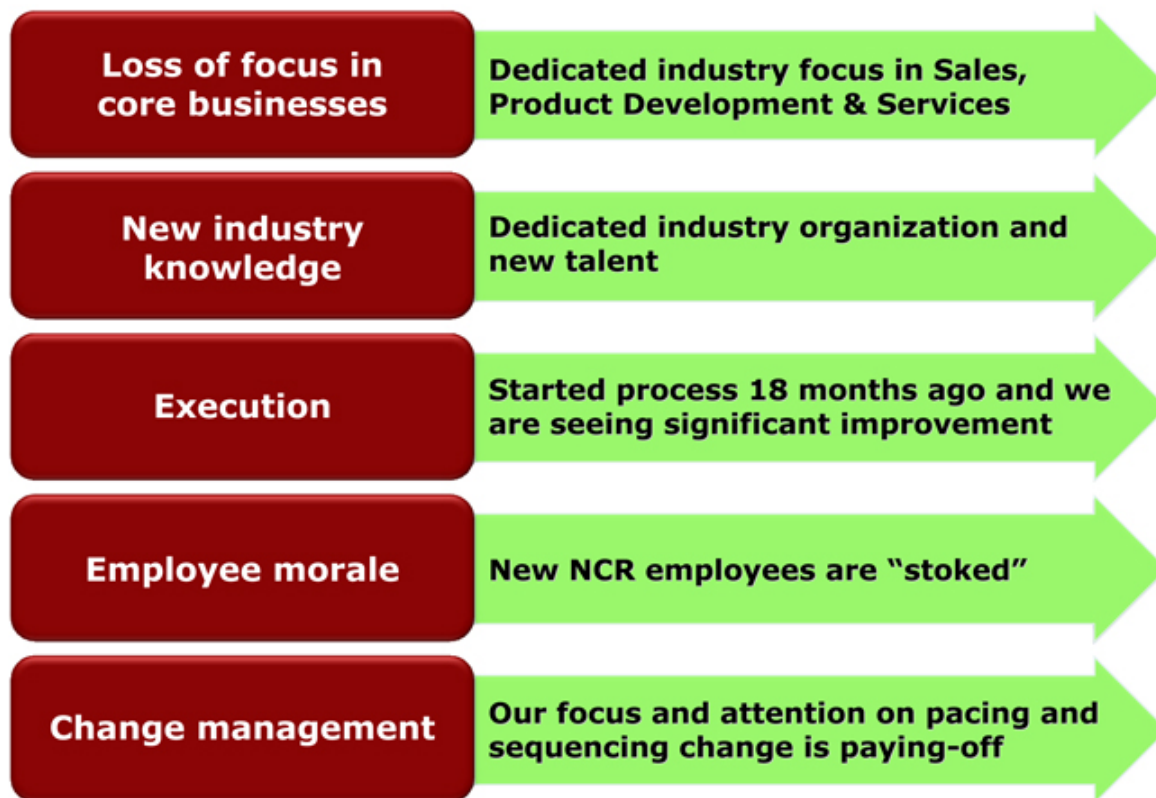 Loss of focus in
core businesses
Dedicated industry focus in Sales,
Product Development & Services
New industry
knowledge
Dedicated industry organization and
new talent
Execution
Started process 18 months ago and we
are seeing significant improvement
Employee morale
New NCR employees are “stoked”
Change management
Our focus and attention on pacing and
sequencing change is paying-off